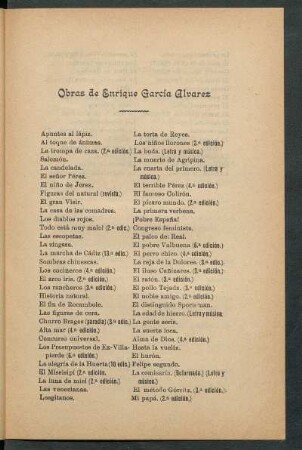 Obras de Enrique García Alvarez
Apuntes al lápiz.
Al toque de ánimas.
La trompa de caza. (2.ª edición.)
Salomón.
La candelada.
El señor Pérez.
El niño de Jerez.
Figuras del natural (revista.)
El gran Visir.
La casa de las comadres.
Los diablos rojos.
Todo está muy malo! (2.ª edic.)
Las escopetas.
La zíngara.
La marcha de Cádiz (11.ª edic.)
Sombras chinescas.
Los cocineros (4.ª edición)
El arco iris. (2.ª edición.)
Los rancheros (3.ª edición.)
Historia natural.
El fin de Rocambole.
Las figuras de cera.
Churro Bragas (parodia) (3.ª edic.)
Alta mar (4.ª edición)
Concurso universal.
Los Presupuestos de Ex-Villapierde (6.ª edición.)
La alegría de la Huerta (10 edic.)
El Missisipí (2.ª edición.)
La luna de miel (2.ª edición.)
Las venecianas.
Los gitanos.
La torta de Reyes.
Los niños llorones (2.ª edición.)
La boda. (Letra y música.)
La muerte de Agripina.
La cuarta del primero. (Letra y
música.)
El terrible Pérez (4.ª edición.)
El famoso Colirón.
El pícaro mundo. (2.ª edición.)
La primera verbena.
¡Pobre España!
Congreso feminista.
El palco del Real.
El pobre Valbuena (6.ª edición.)
El perro chico. (4.ª edición.)
La reja de la Dolores (3.ª edic.)
El Iluso Cañizares. (2.ª edición.)
El ratón. (3.ª edición.)
El pollo Tejada. (3.ª edición.)
El noble amigo. (2.ª edición.)
El distinguido Sportsman.
La edad de hierro. (Letra y música.)
La gente seria.
La suerte loca.
Alma de Dios. (4.ª edición.)
Hasta la vuelta.
El hurón.
Felipe segundo.
La comisaría. (Reformada.) (Letra y
música.)
El método Górritz. (3.ª edición.)
Mi papá. (2.ª edición.)